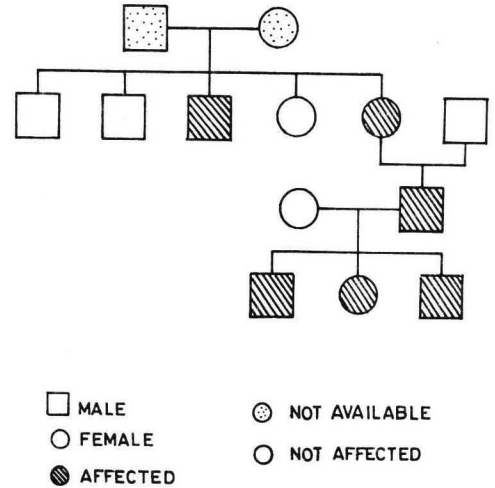 MALE
FEMALE
AFFECTED
NOT AVAILABLE
NOT AFFECTED